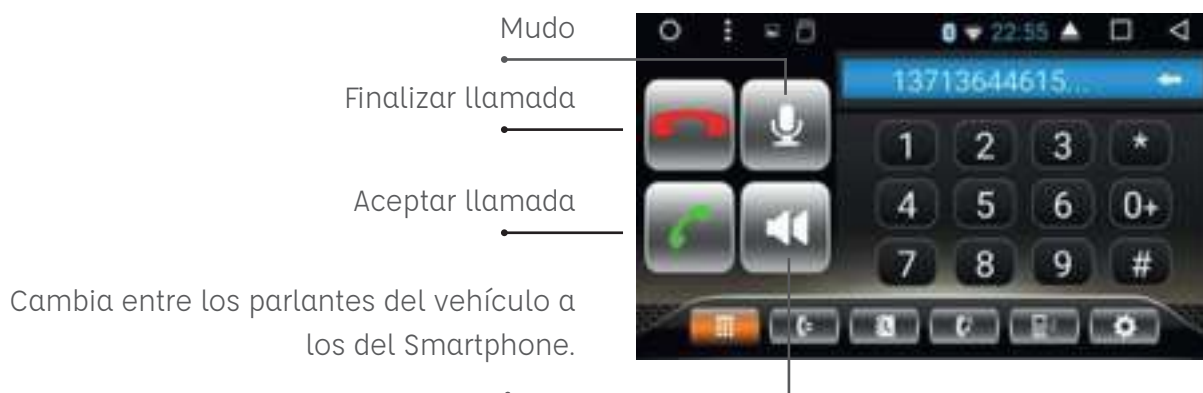 Mudo
Finalizar llamada
Aceptar llamada
Cambia entre los parlantes del vehículo a
los del Smartphone.
22:55
13713644615...
1 2 3 *
4 5 6 0+
7 8 9 #